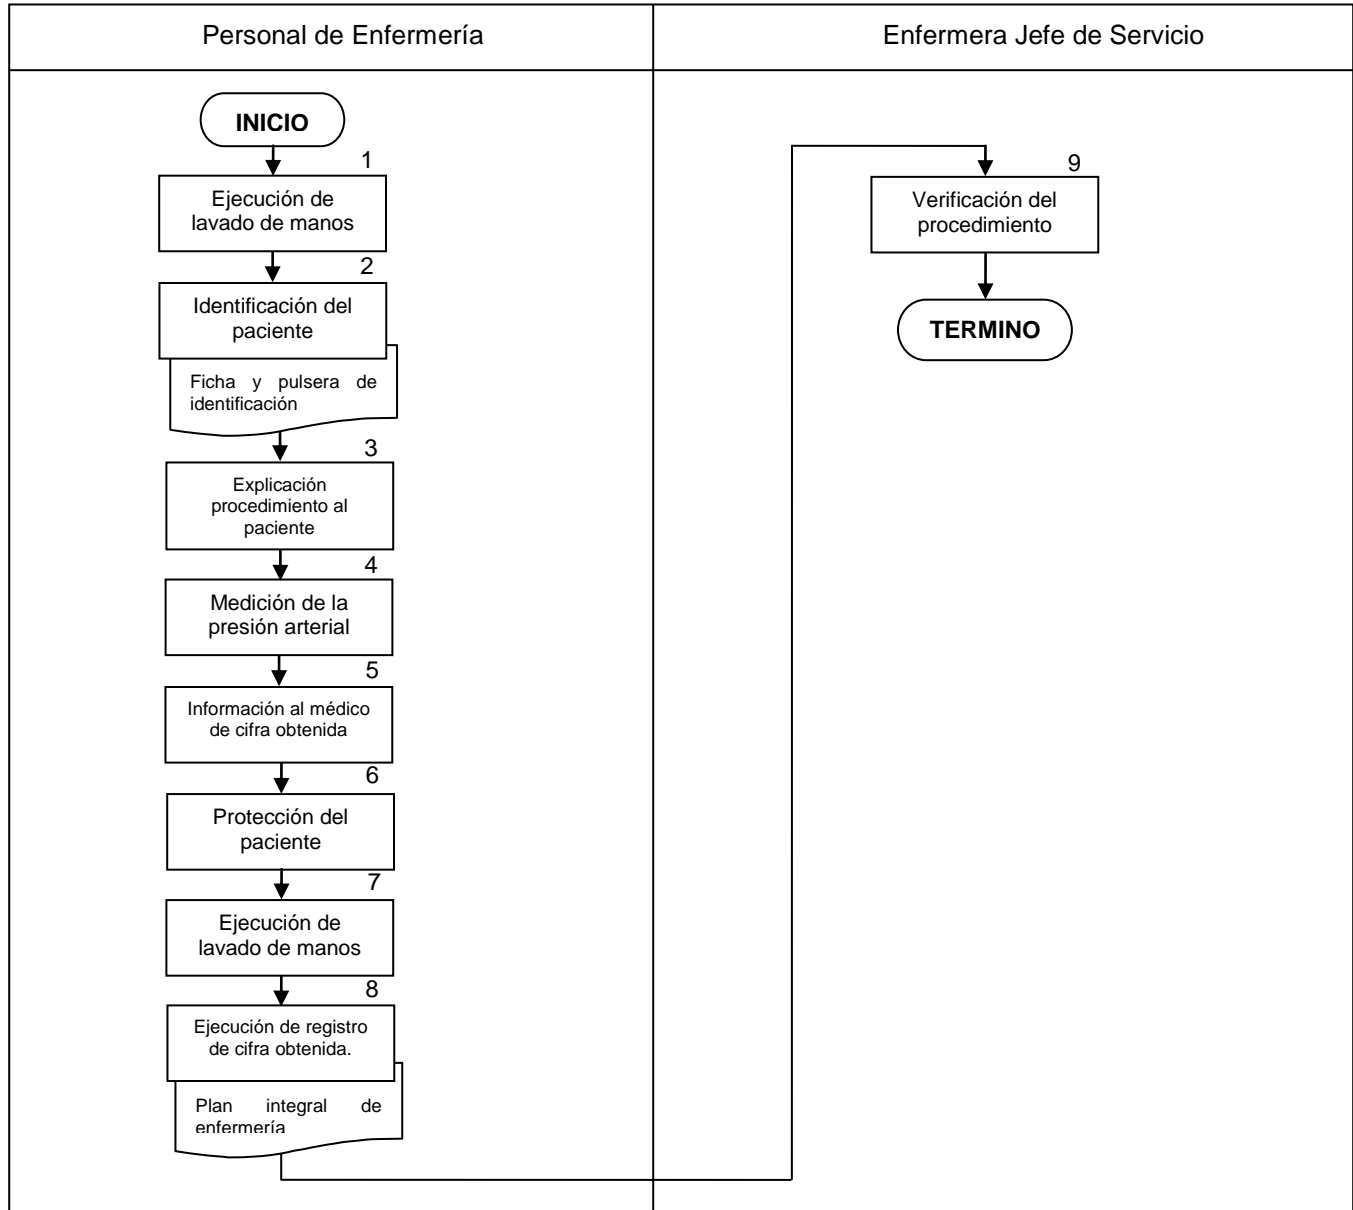 Personal de Enfermería
Enfermera Jefe de Servicio
INICIO
1
Ejecución de
lavado de manos
2
Identificación del
paciente
Ficha y pulsera de
identificación
3
Explicación
procedimiento al
paciente
4
Medición de la
presión arterial
5
Información al médico
de cifra obtenida
6
Protección del
paciente
7
Ejecución de
lavado de manos
8
Ejecución de registro
de cifra obtenida.
Plan integral de
enfermería
9
Verificación del
procedimiento
TERMINO